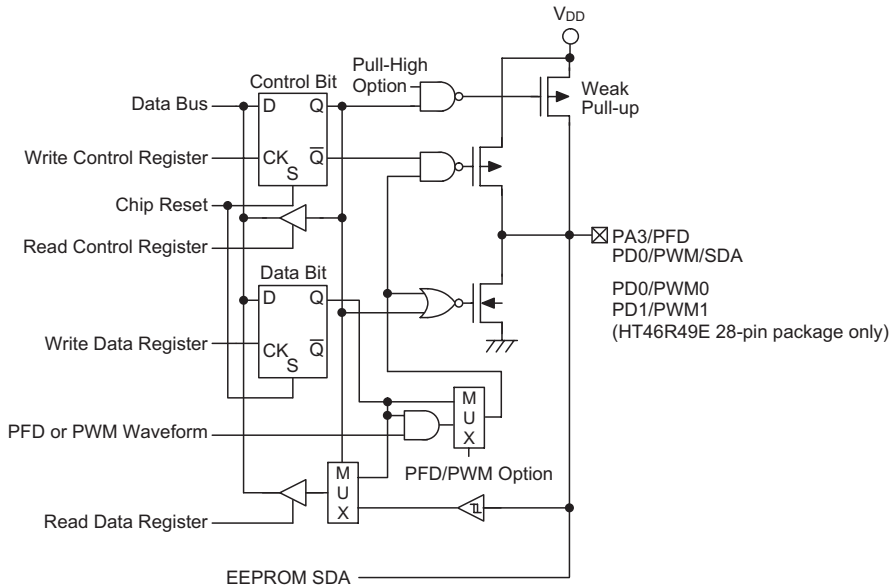 VDD
Pull-High
Option
Control Bit
Weak
Pull-up
Data Bus
D
Q
Write Control Register
CK
Q
S
Chip Reset
Read Control Register
PA3/PFD
PD0/PWM/SDA
Data Bit
D
Q
PD0/PWM0
PD1/PWM1
(HT46R49E 28-pin package only)
Write Data Register
CK
Q
S
M
U
X
PFD or PWM Waveform
PFD/PWM Option
M
U
X
Read Data Register
EEPROM SDA